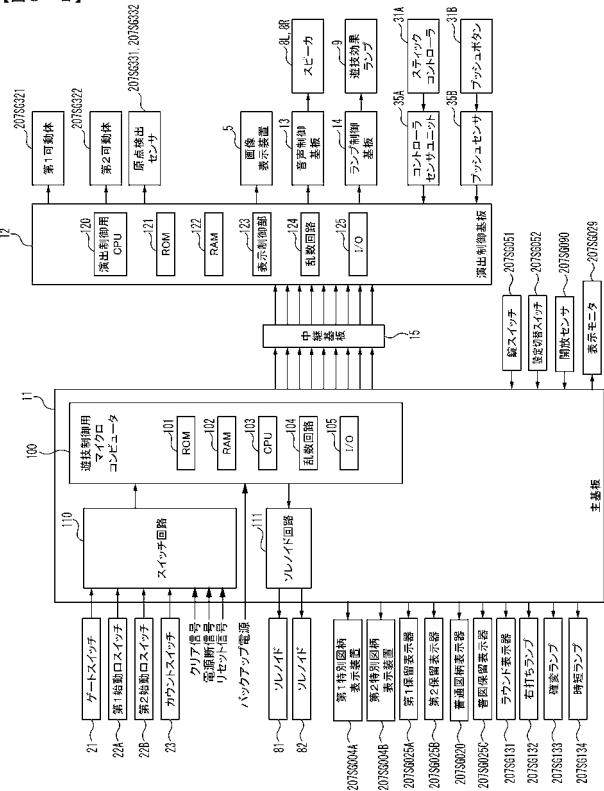 207SG321
207SG322
207SG331, 207SG332
8L, 8R
9
31A
31B
第1可動体
第2可動体
原点検出
センサ
スピーカ
遊技効果
ランプ
スティック
コントローラ
プッシュボタン
5
13
14
35A
35B
画像
表示装置
音声制御
基板
ランプ制御
基板
コントローラ
センサユニット
プッシュセンサ
12
120
演出制御用
CPU
121
ROM
122
RAM
123
表示制御部
124
乱数回路
125
I/O
演出制御基板
中継基板
15
207SG051
錠スイッチ
207SG052
設定切替スイッチ
207SG090
開放センサ
207SG029
表示モニタ
11
100
遊技制御用
マイクロ
コンピュータ
101
ROM
102
RAM
103
CPU
104
乱数回路
105
I/O
110
スイッチ回路
111
ソレノイド回路
主基板
21
ゲートスイッチ
22A
第1始動口スイッチ
22B
第2始動口スイッチ
23
カウントスイッチ
クリア信号
電源断信号
リセット信号
バックアップ電源
81
ソレノイド
82
ソレノイド
207SG004A
第1特別図柄
表示装置
207SG004B
第2特別図柄
表示装置
207SG025A
第1保留表示器
207SG025B
第2保留表示器
207SG020
普通図柄表示器
207SG025C
普図保留表示器
207SG131
ラウンド表示器
207SG132
右打ちランプ
207SG133
確変ランプ
207SG134
時短ランプ